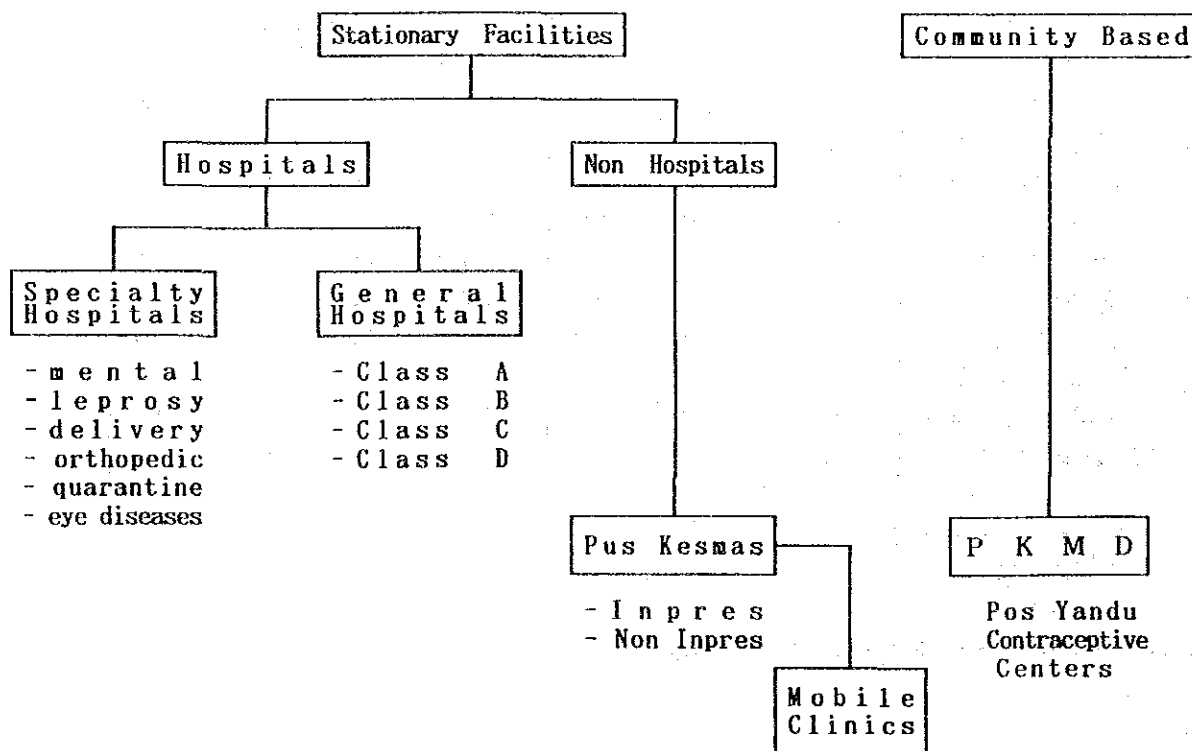 Stationary Facilities
Community Based
Hospitals
Non Hospitals
Specialty
Hospitals
General
Hospitals
- mental
- leprosy
- delivery
- orthopedic
- quarantine
- eye diseases
- Class A
- Class B
- Class C
- Class D
Pus Kesmas
- Inpres
- Non Inpres
Mobile
Clinics
P K M D
Pos Yandu
Contraceptive
Centers